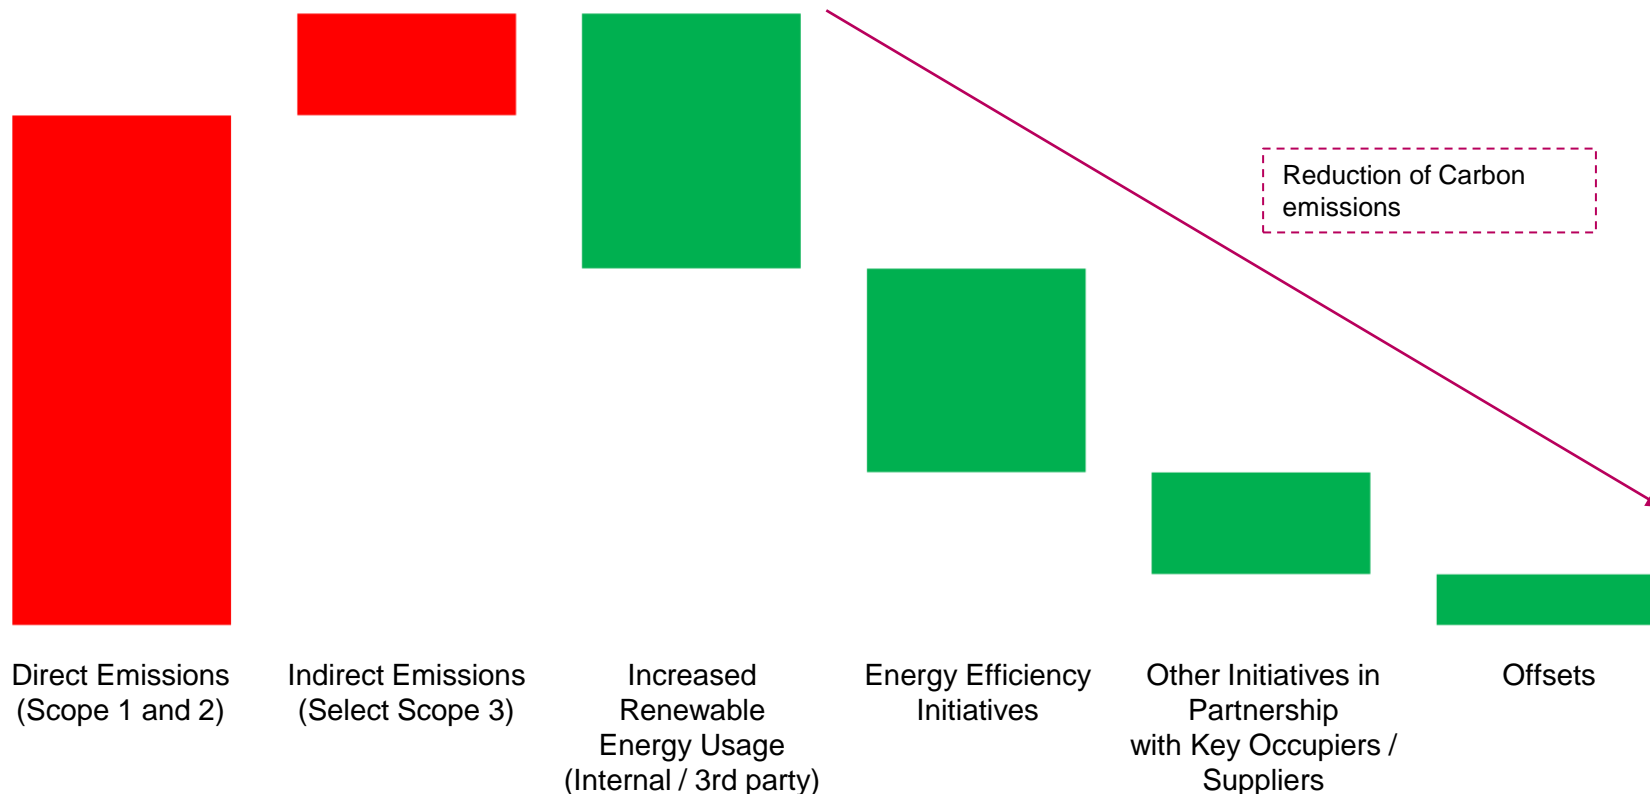 Reduction of Carbon
emissions
Direct Emissions
(Scope 1 and 2)
Indirect Emissions
(Select Scope 3)
Increased
Renewable
Energy Usage
(Internal / 3rd party)
Energy Efficiency
Initiatives
Other Initiatives in
Partnership
with Key Occupiers /
Suppliers
Offsets